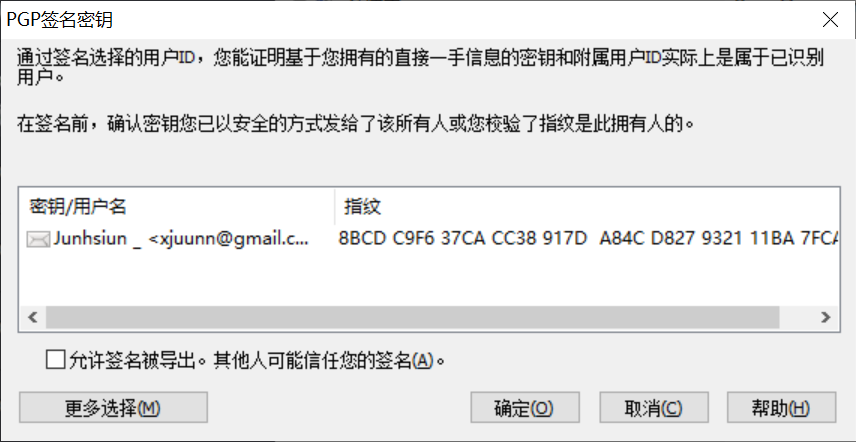 PGP签名密钥
通过签名选择的用户ID，您能证明基于您拥有的直接一手信息的密钥和附属用户ID实际上是属于已识别
用户。
在签名前，确认密钥您已以安全的方式发给了该所有人或您校验了指纹是此拥有人的。
密钥/用户名 指纹
Junhsiun _ <xjuunn@gmail.c... 8BCD C9F6 37CA CC38 917D A84C D827 9321 11BA 7FCA
允许签名被导出。其他人可能信任您的签名(A)。
更多选择(M) 确定(O) 取消(C) 帮助(H)